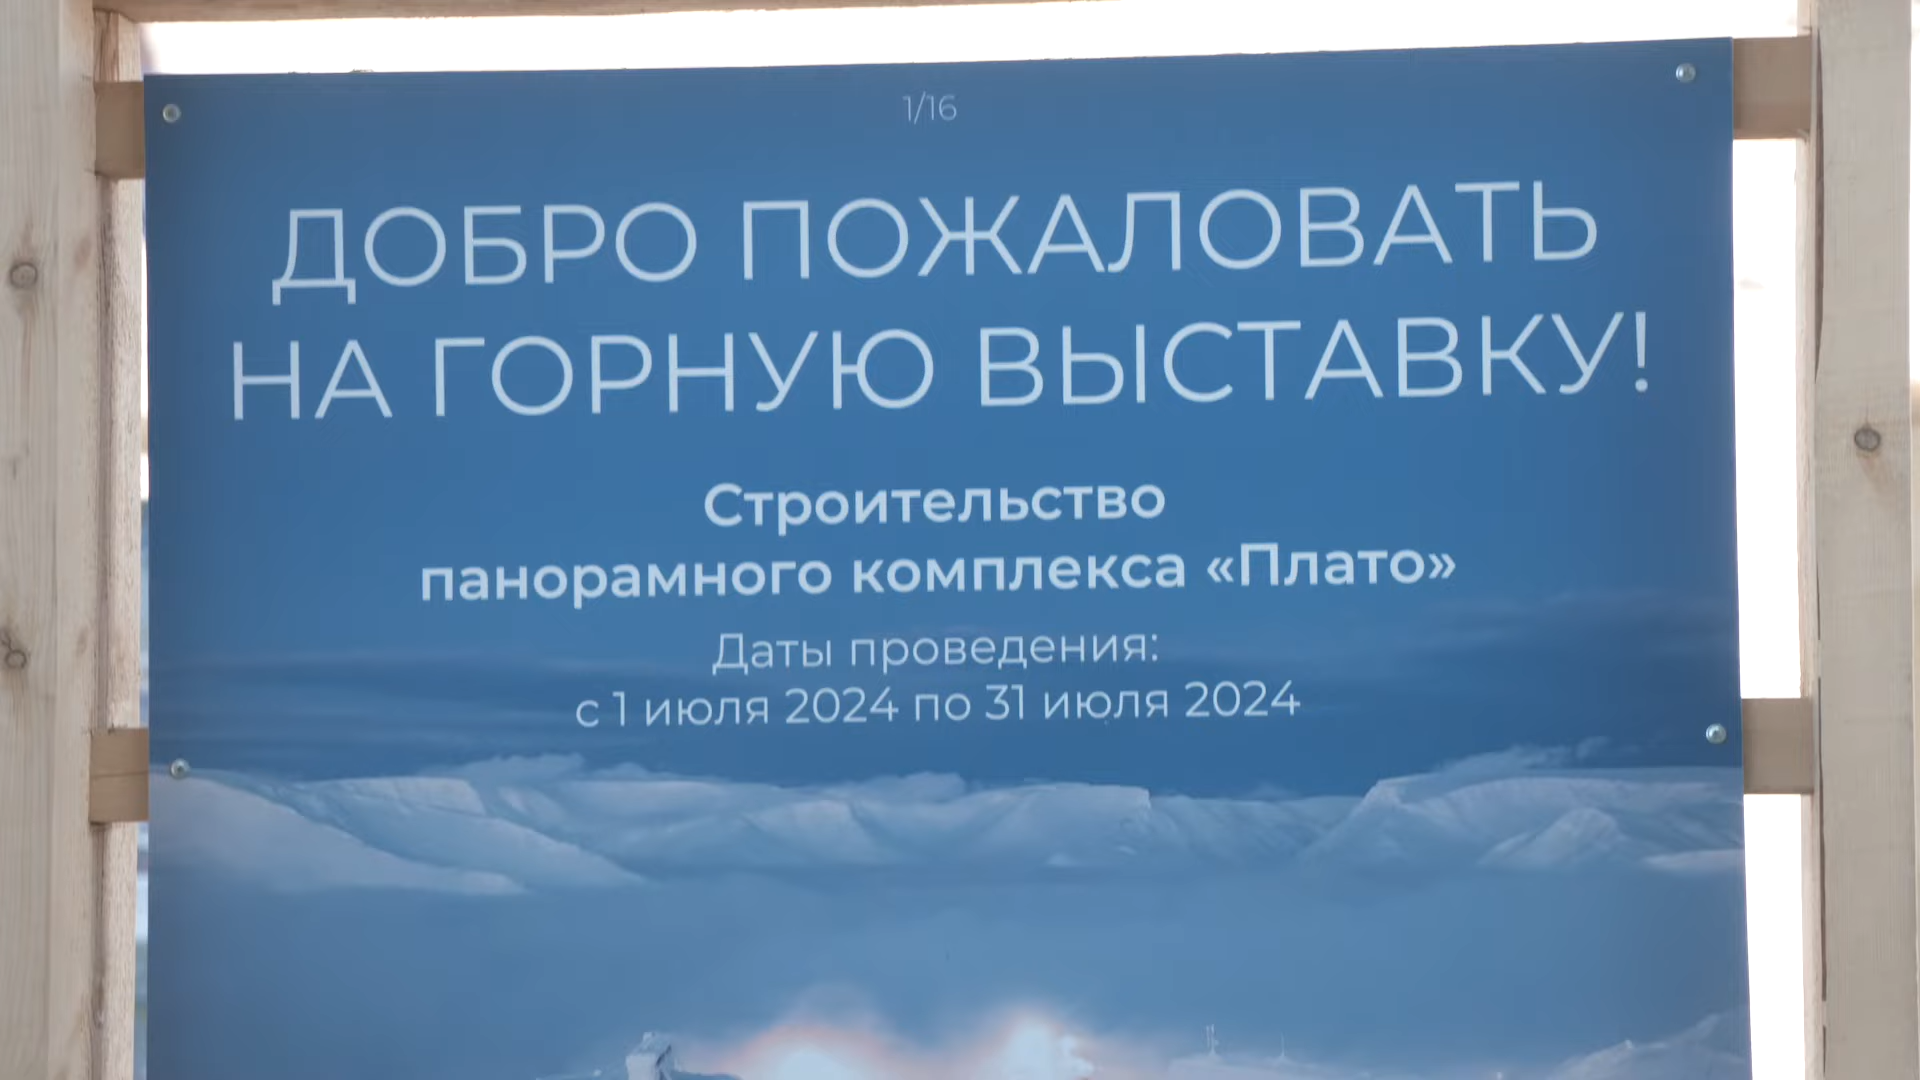 1/16
ДОБРО ПОЖАЛОВАТЬ
НА ГОРНУЮ ВЫСТАВКУ!
Строительство
панорамного комплекса «Плато»
Даты проведения:
с 1 июля 2024 по 31 июля 2024